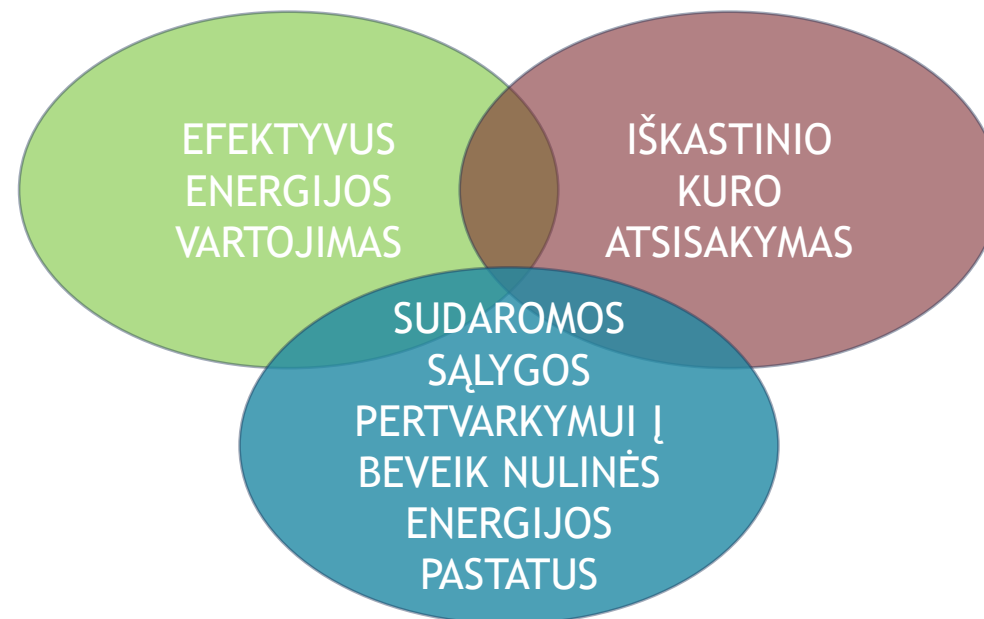 EFEKTYVUS
ENERGIJOS
VARTOJIMAS
IŠKASTINIO
KURO
ATSISAKYMAS
SUDAROMOS
SĄLYGOS
PERTVARKYMUI Į
BEVEIK NULINĖS
ENERGIJOS
PASTATUS